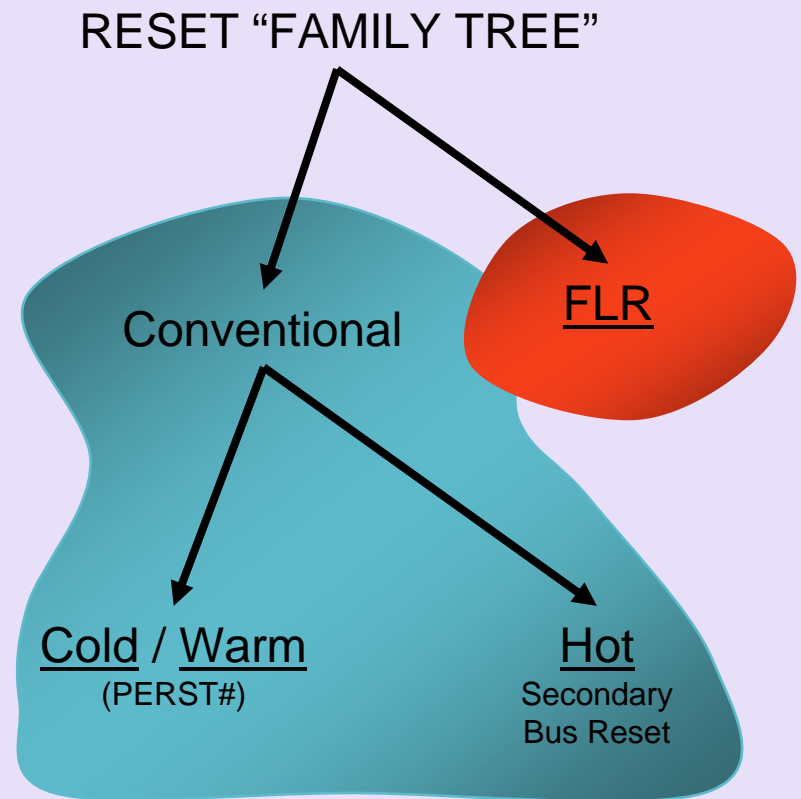 RESET “FAMILY TREE”
Conventional
FLR
Cold / Warm
(PERST#)
Hot
Secondary
Bus Reset